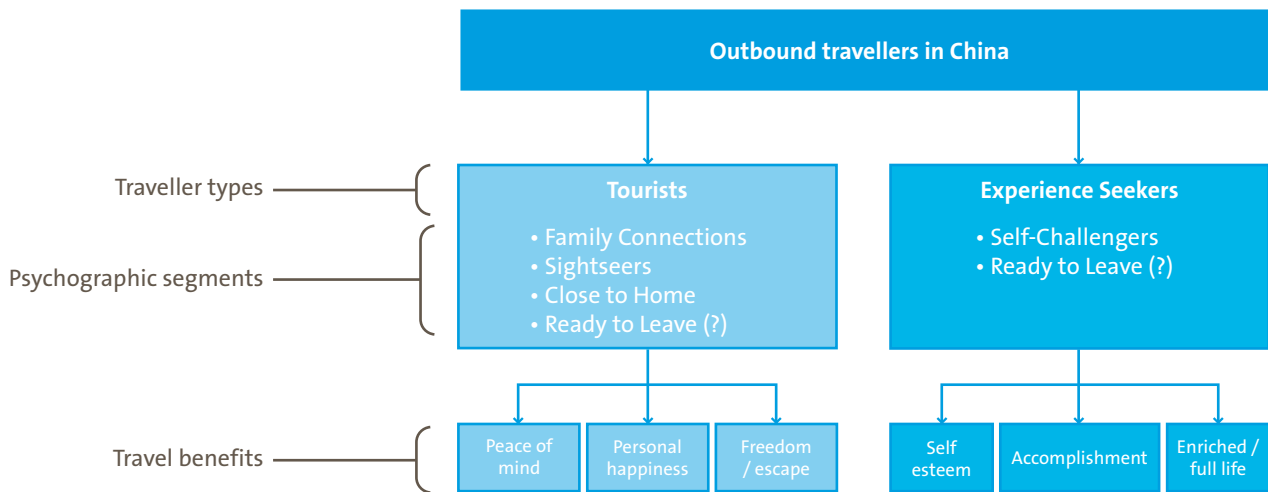 Outbound travellers in China
Traveller types
Tourists
Experience Seekers
Psychographic segments
• Family Connections
• Sightseers
• Close to Home
• Ready to Leave (?)
• Self-Challengers
• Ready to Leave (?)
Travel benefits
Peace of
mind
Personal
happiness
Freedom
/ escape
Self
esteem
Accomplishment
Enriched /
full life